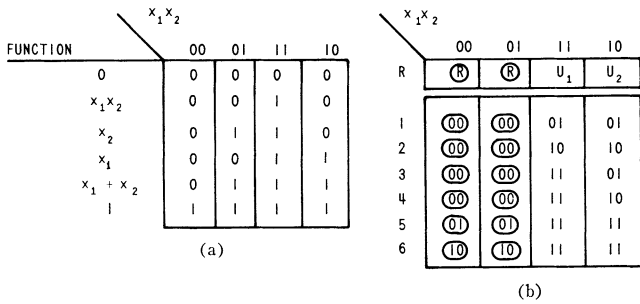 x₁x₂
FUNCTION 00 01 11 10
0 0 0 0 0
x₁x₂ 0 0 1 0
x₂ 0 1 1 0
x₁ 0 0 1 1
x₁ + x₂ 0 1 1 1
1 1 1 1 1
(a)
x₁x₂
00 01 11 10
R R R U₁ U₂
1 00 00 01 01
2 00 00 10 10
3 00 00 11 01
4 00 00 11 10
5 01 01 11 11
6 10 10 11 11
(b)